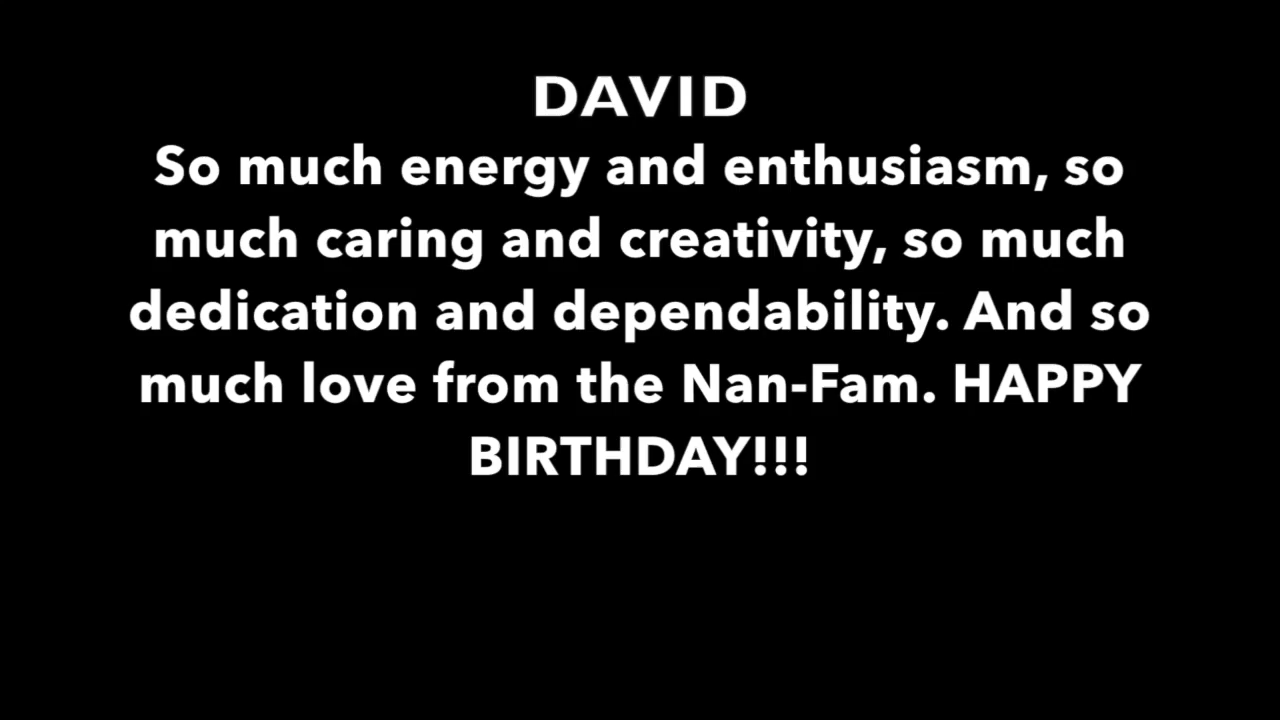 DAVID
So much energy and enthusiasm, so
much caring and creativity, so much
dedication and dependability. And so
much love from the Nan-Fam. HAPPY
BIRTHDAY!!!